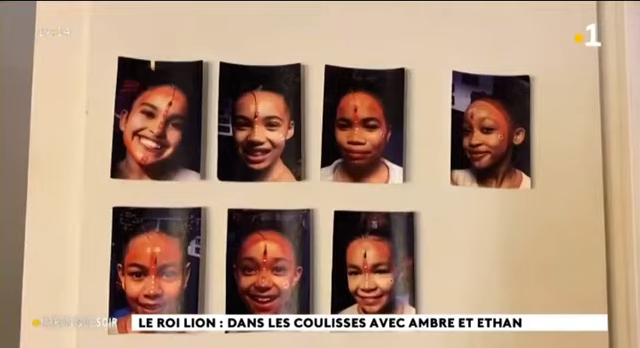 1
LE ROI LION : DANS LES COULISSES AVEC AMBRE ET ETHAN